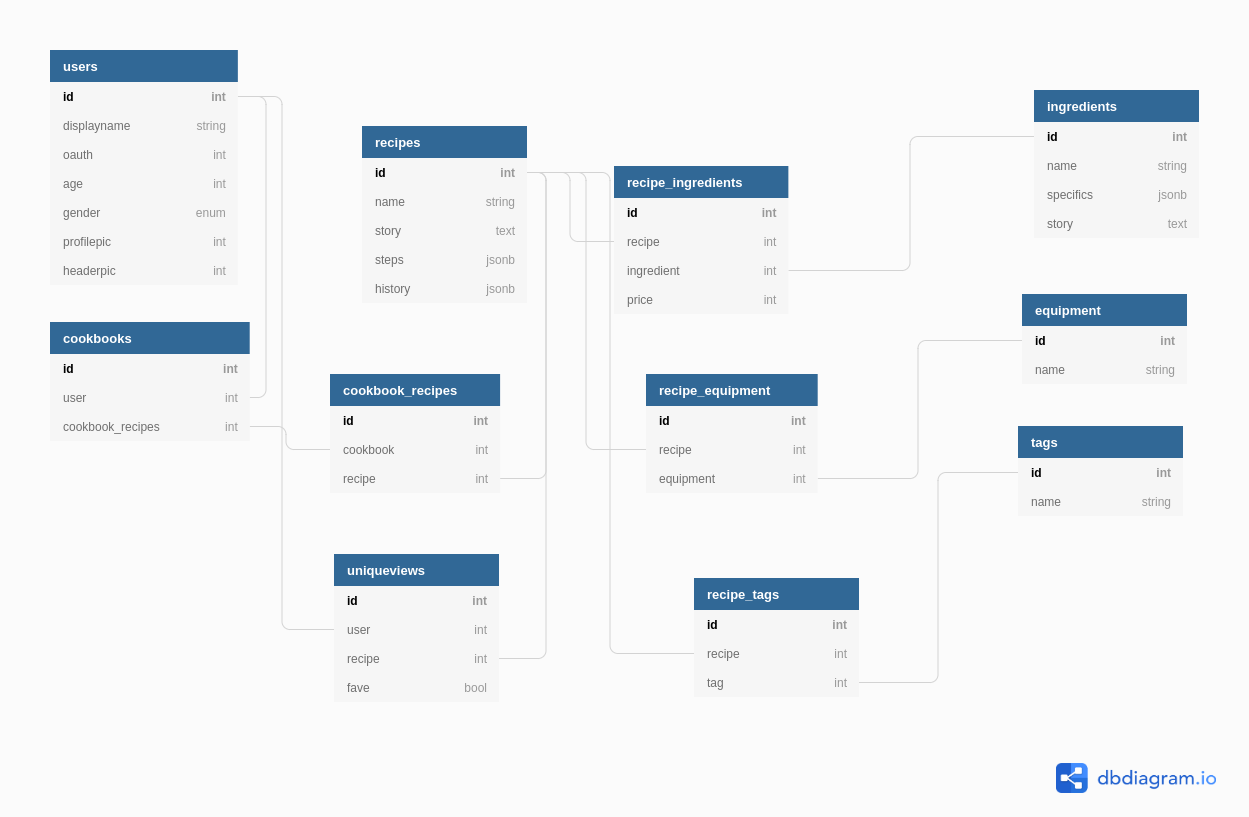 users
id int
displayname string
oauth int
age int
gender enum
profilepic int
headerpic int
cookbooks
id int
user int
cookbook_recipes int
recipes
id int
name string
story text
steps jsonb
history jsonb
cookbook_recipes
id int
cookbook int
recipe int
uniqueviews
id int
user int
recipe int
fave bool
recipe_ingredients
id int
recipe int
ingredient int
price int
recipe_equipment
id int
recipe int
equipment int
recipe_tags
id int
recipe int
tag int
ingredients
id int
name string
specifics jsonb
story text
equipment
id int
name string
tags
id int
name string
dbdiagram.io